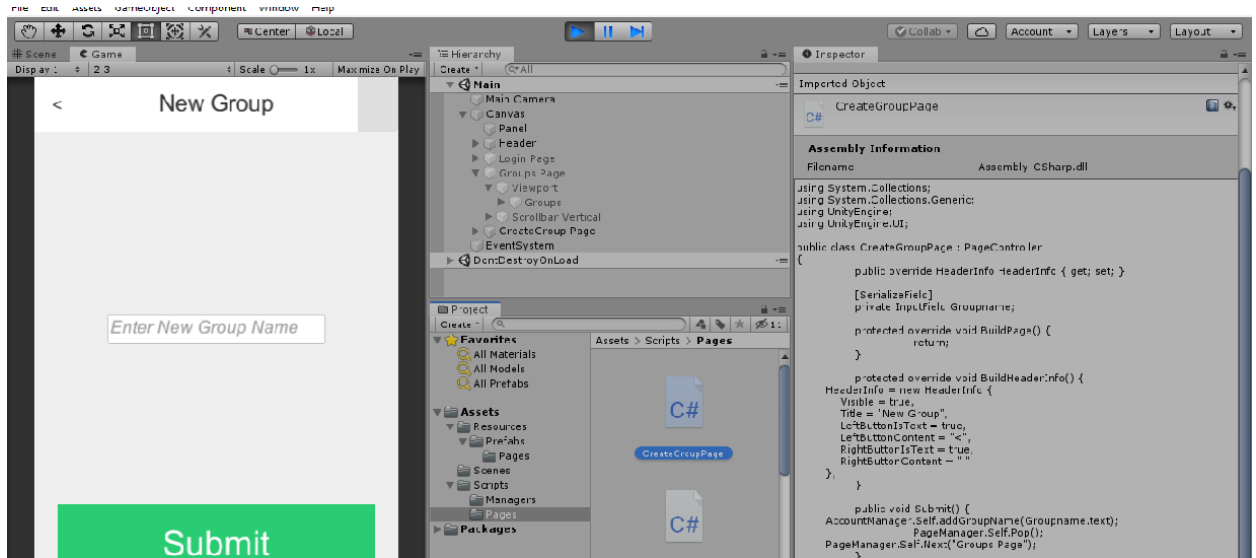 File Edit Assets GameObject Component Window Help
Center Local
Collab Account Layers Layout
Scene Game
Display 1 2 3 Scale 1x Maximize On Play
< New Group
Enter New Group Name
Submit
Hierarchy
Create All
Main
Main Camera
Canvas
Panel
Header
Login Page
Groups Page
Viewport
Groups
Scrollbar Vertical
CreateGroup Page
EventSystem
DontDestroyOnLoad
Project
Create
Favorites
All Materials
All Models
All Prefabs
Assets
Resources
Prefabs
Pages
Scenes
Scripts
Managers
Pages
Packages
Assets > Scripts > Pages
C#
CreateGroupPage
C#
Inspector
Imported Object
C# CreateGroupPage
Assembly Information
Filename Assembly CSharp.dll
using System.Collections;
using System.Collections.Generic;
using UnityEngine;
using UnityEngine.UI;
public class CreateGroupPage : PageController
{
public override HeaderInfo HeaderInfo { get; set; }
[SerializeField]
private InputField Groupname;
protected override void BuildPage() {
return;
}
protected override void BuildHeaderInfo() {
HeaderInfo = new HeaderInfo {
Visible = true,
Title = "New Group",
LeftButtonIsText = true,
LeftButtonContent = "<",
RightButtonIsText = true,
RightButtonContent = " "
};
}
public void Submit() {
AccountManager.Self.addGroupName(Groupname.text);
PageManager.Self.Pop();
PageManager.Self.Next("Groups Page");
}